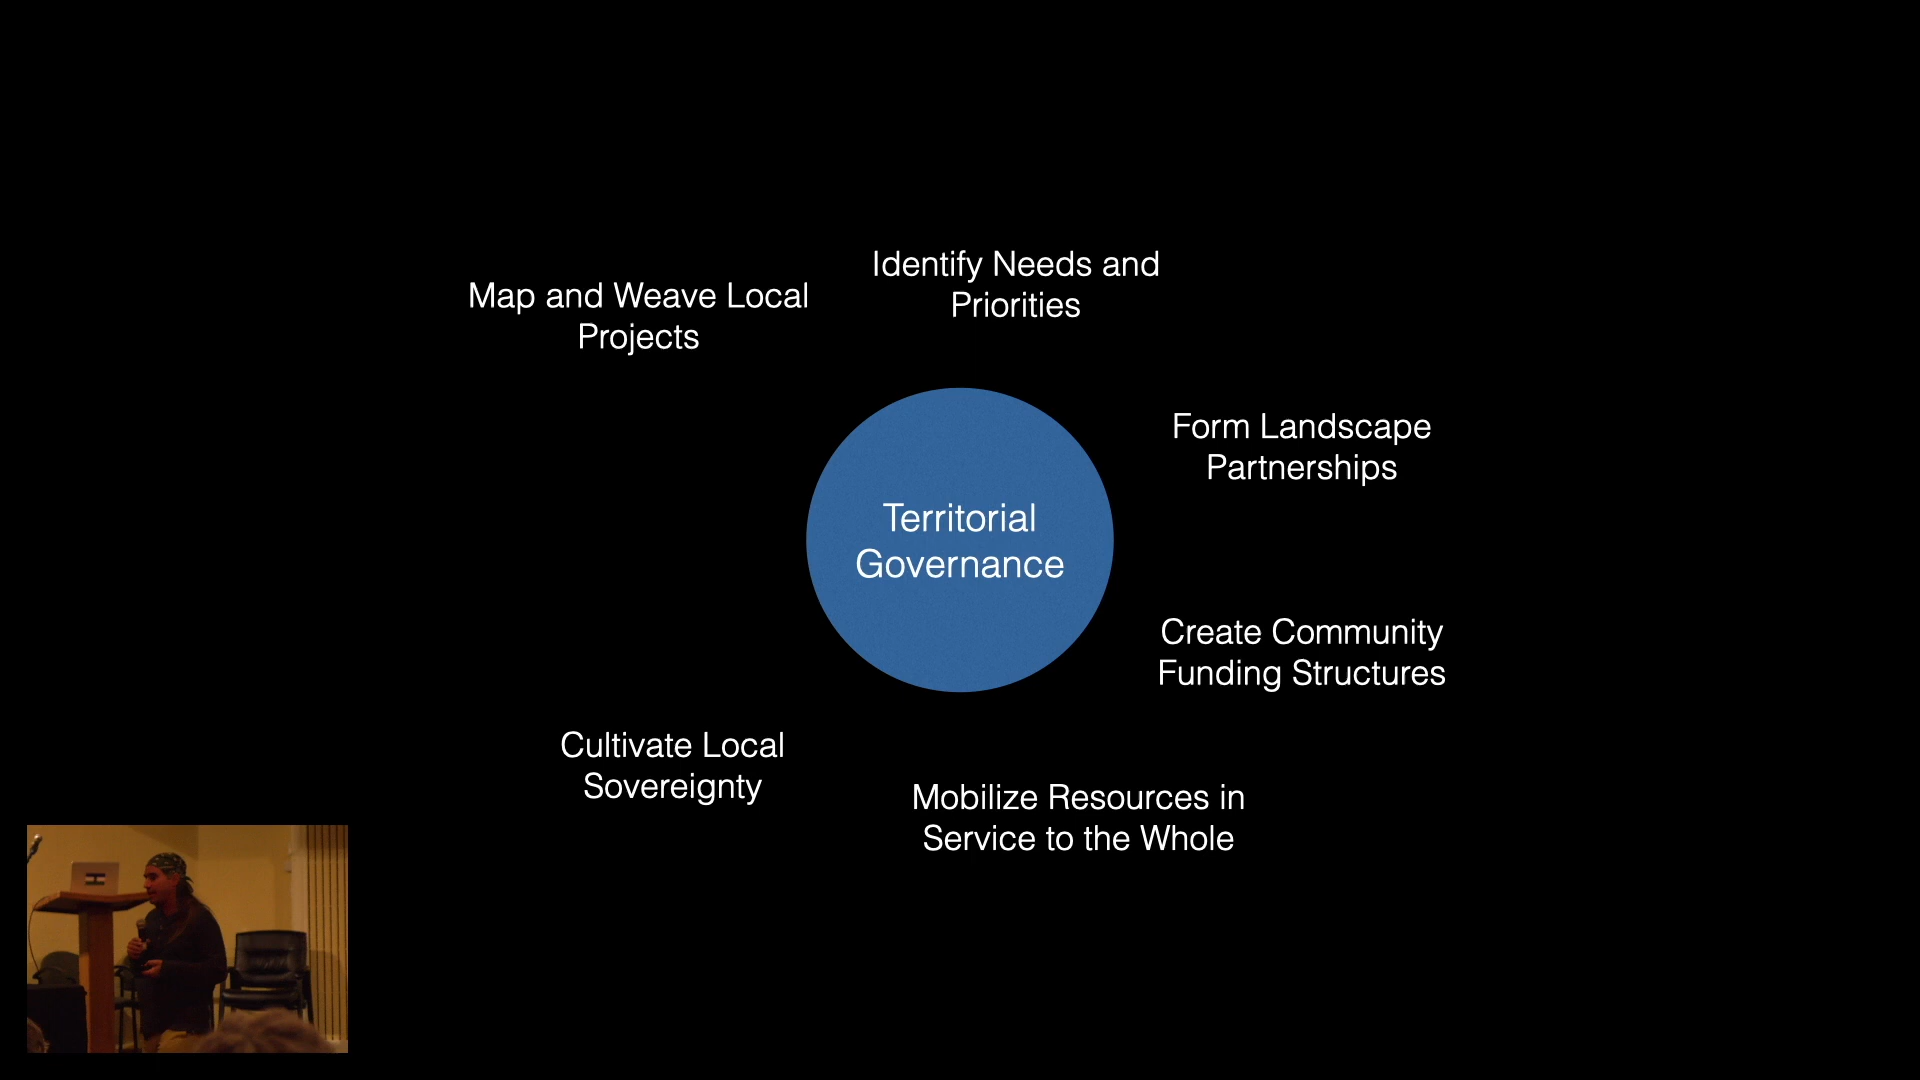 Identify Needs and
Priorities
Map and Weave Local
Projects
Form Landscape
Partnerships
Territorial
Governance
Create Community
Funding Structures
Cultivate Local
Sovereignty
Mobilize Resources in
Service to the Whole